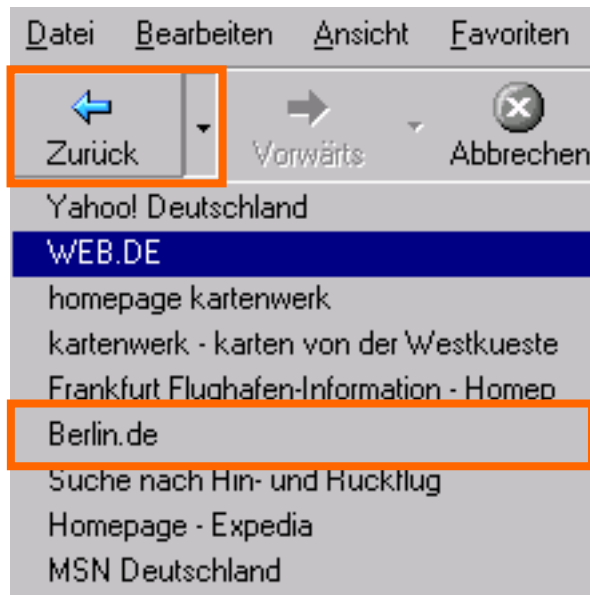 Datei Bearbeiten Ansicht Favoriten
Zurück Vorwärts Abbrechen
Yahoo! Deutschland
WEB.DE
homepage kartenwerk
kartenwerk - karten von der Westkueste
Frankfurt Flughafen-Information - Homep
Berlin.de
Suche nach Hin- und Rückflug
Homepage - Expedia
MSN Deutschland